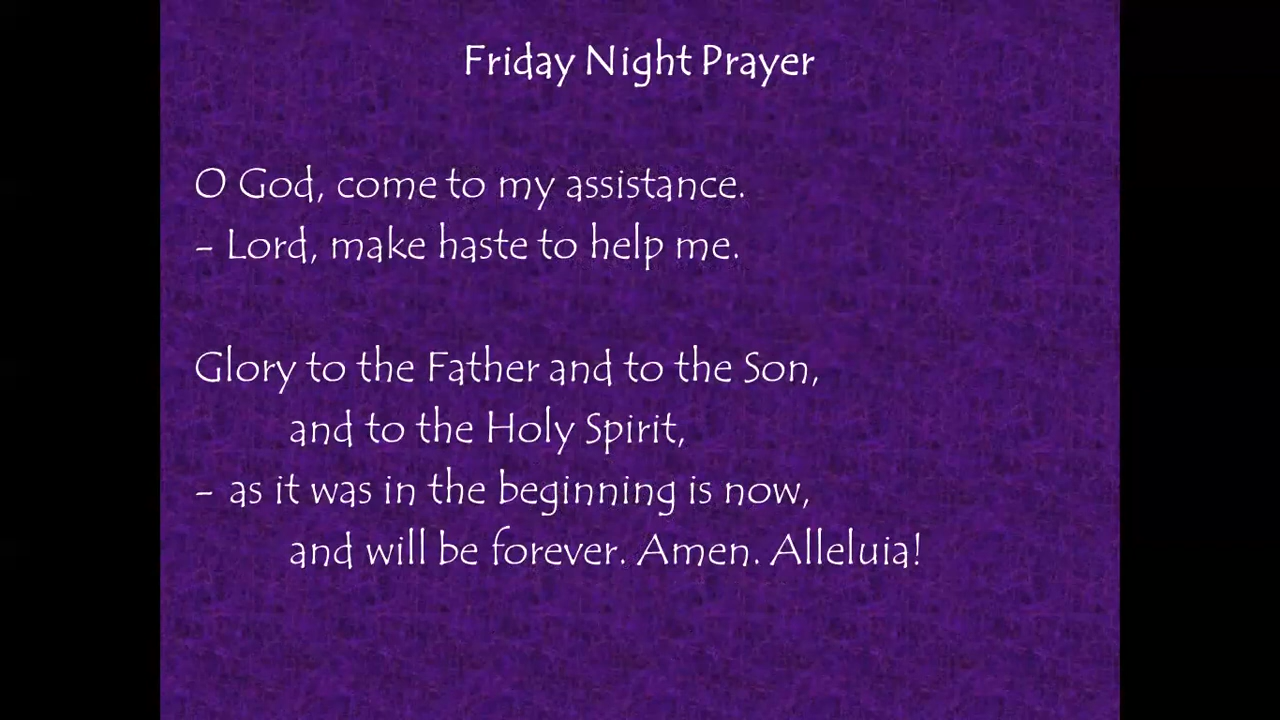 Friday Night Prayer
O God, come to my assistance.
- Lord, make haste to help me.
Glory to the Father and to the Son,
and to the Holy Spirit,
- as it was in the beginning is now,
and will be forever. Amen. Alleluia!